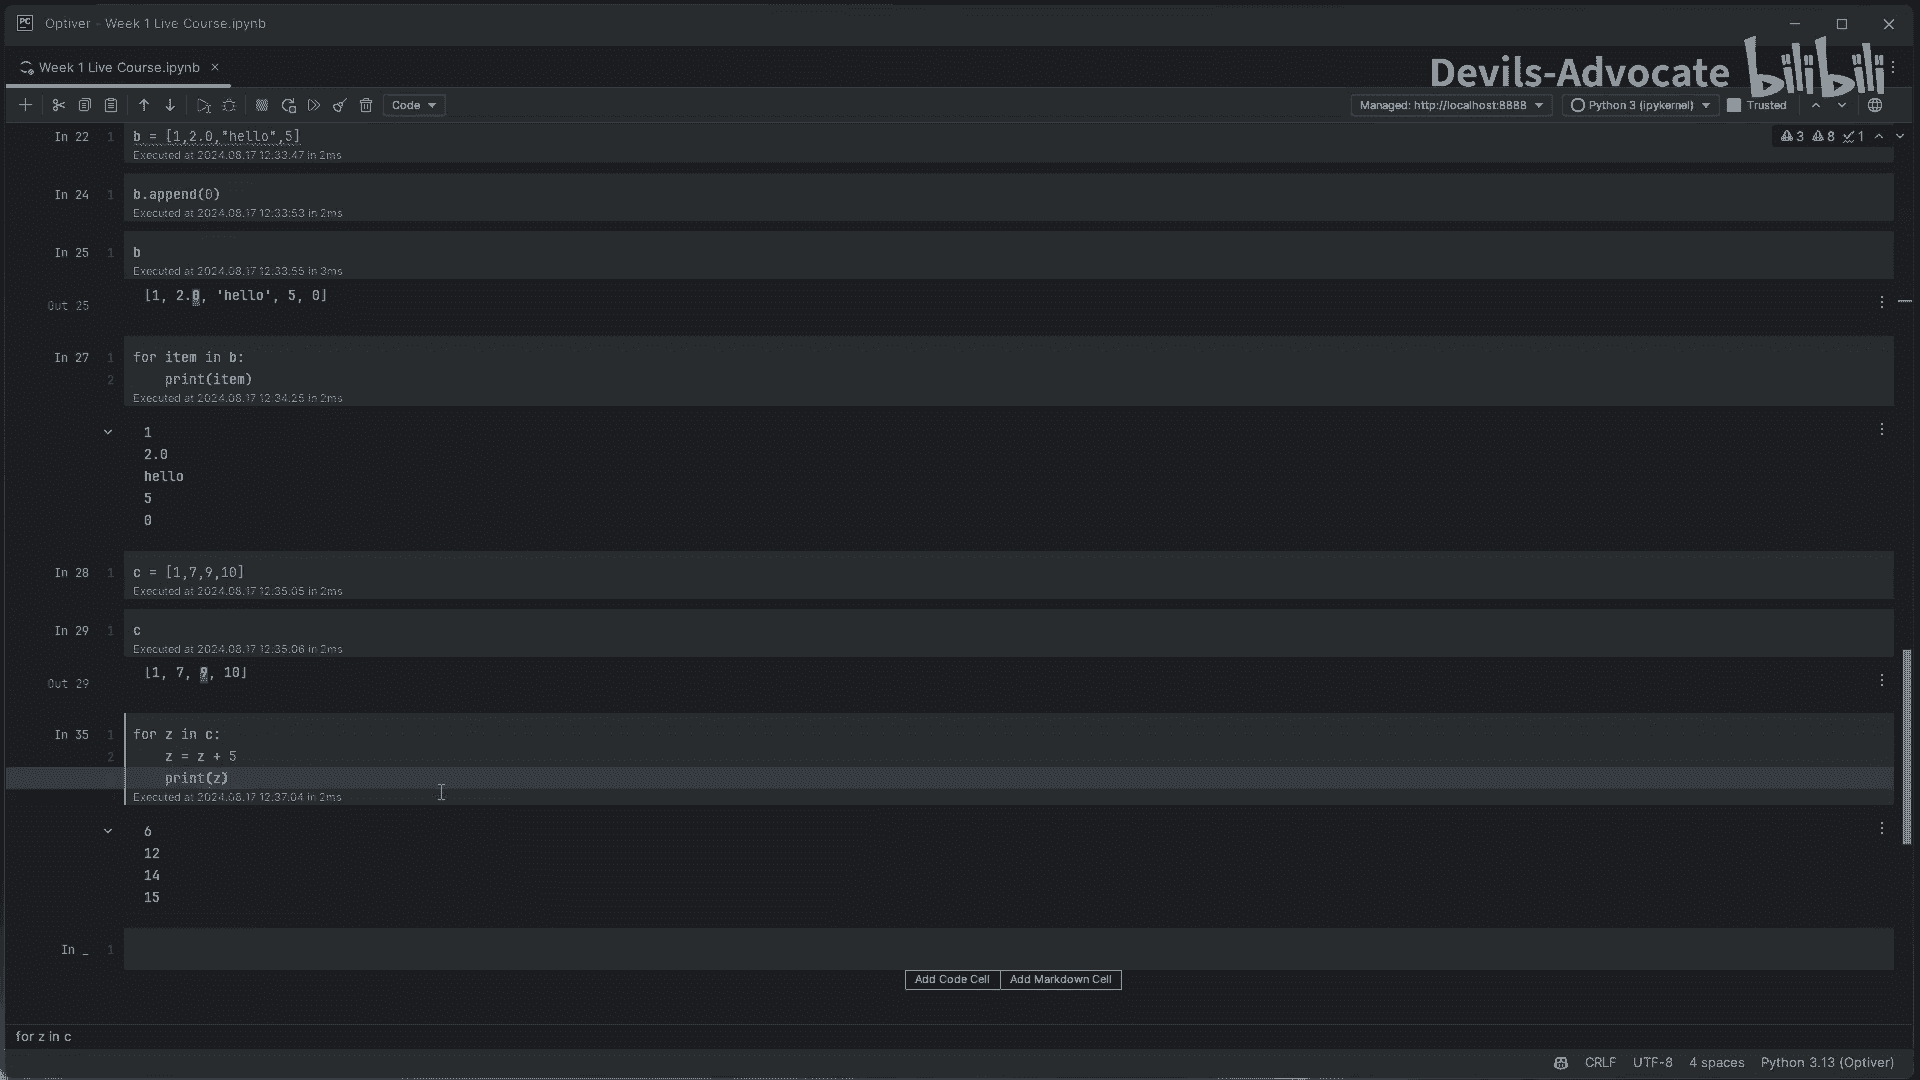 Optiver - Week 1 Live Course.ipynb
Week 1 Live Course.ipynb
Devils-Advocate bilibili
Code
Managed: http://localhost:8888
Python 3 (ipykernel)
Trusted
In 22 1 b = [1,2.0,"hello",5]
3 8 1
Executed at 2024.08.17 12:33:47 in 2ms
In 24 1 b.append(0)
Executed at 2024.08.17 12:33:53 in 2ms
In 25 1 b
Executed at 2024.08.17 12:33:55 in 3ms
[1, 2.0, 'hello', 5, 0]
Out 25
In 27 1 for item in b:
2 print(item)
Executed at 2024.08.17 12:34:25 in 2ms
1
2.0
hello
5
0
In 28 1 c = [1,7,9,10]
Executed at 2024.08.17 12:35:05 in 2ms
In 29 1 c
Executed at 2024.08.17 12:35:06 in 2ms
[1, 7, 9, 10]
Out 29
In 35 1 for z in c:
2 z = z + 5
print(z)
Executed at 2024.08.17 12:37:04 in 2ms
6
12
14
15
In _ 1
Add Code Cell Add Markdown Cell
for z in c
CRLF UTF-8 4 spaces Python 3.13 (Optiver)